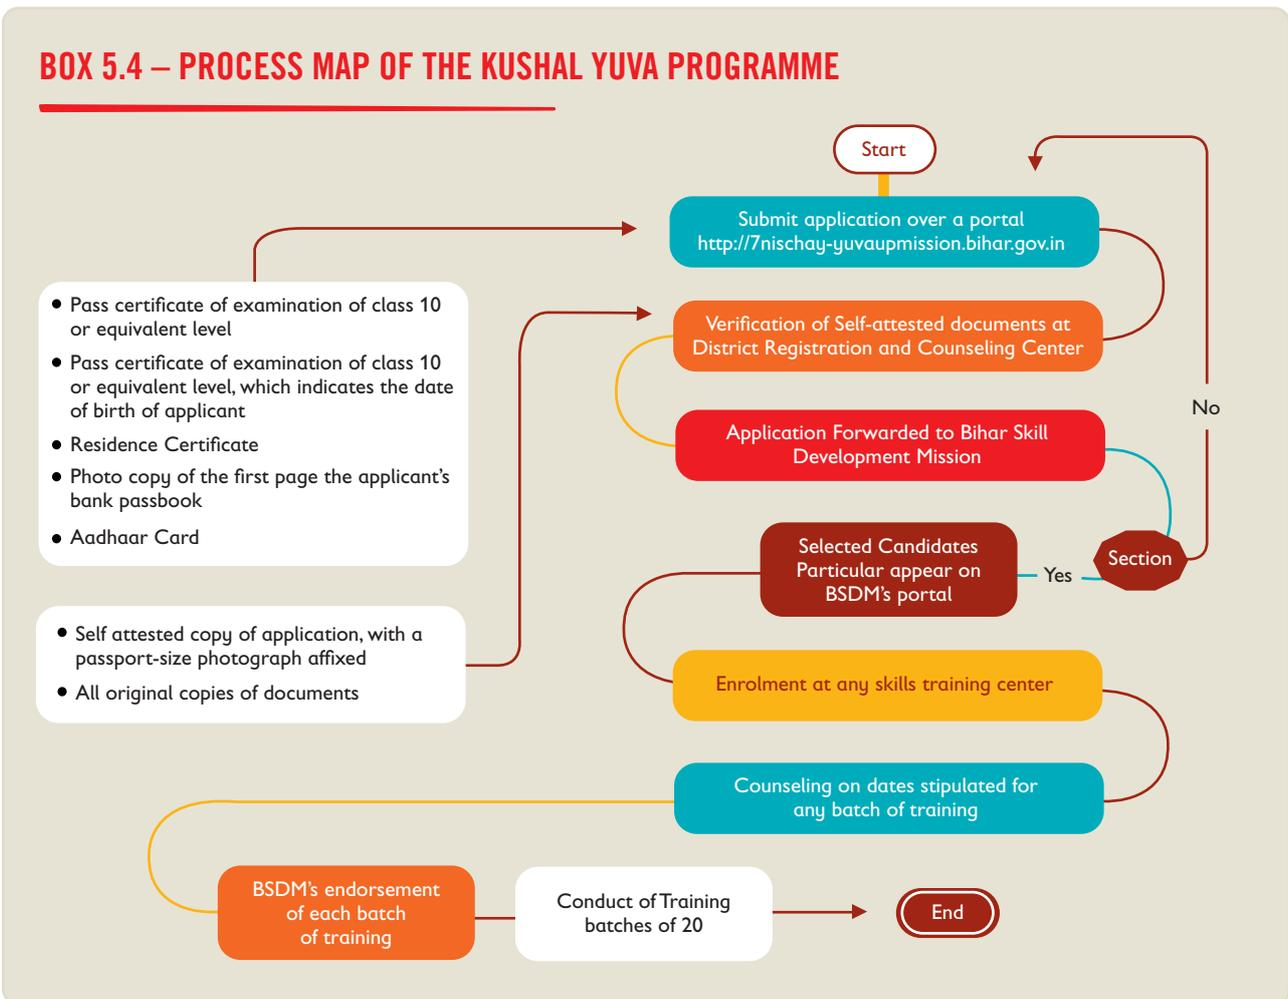 BOX 5.4 – PROCESS MAP OF THE KUSHAL YUVA PROGRAMME
Start
Submit application over a portal
http://7nischay-yuvaupmission.bihar.gov.in
Pass certificate of examination of class 10
or equivalent level
Pass certificate of examination of class 10
or equivalent level, which indicates the date
of birth of applicant
Residence Certificate
Photo copy of the first page the applicant's
bank passbook
Aadhaar Card
Verification of Self-attested documents at
District Registration and Counseling Center
No
Application Forwarded to Bihar Skill
Development Mission
Selected Candidates
Particular appear on
BSDM's portal
Yes
Section
Self attested copy of application, with a
passport-size photograph affixed
All original copies of documents
Enrolment at any skills training center
Counseling on dates stipulated for
any batch of training
BSDM's endorsement
of each batch
of training
Conduct of Training
batches of 20
End